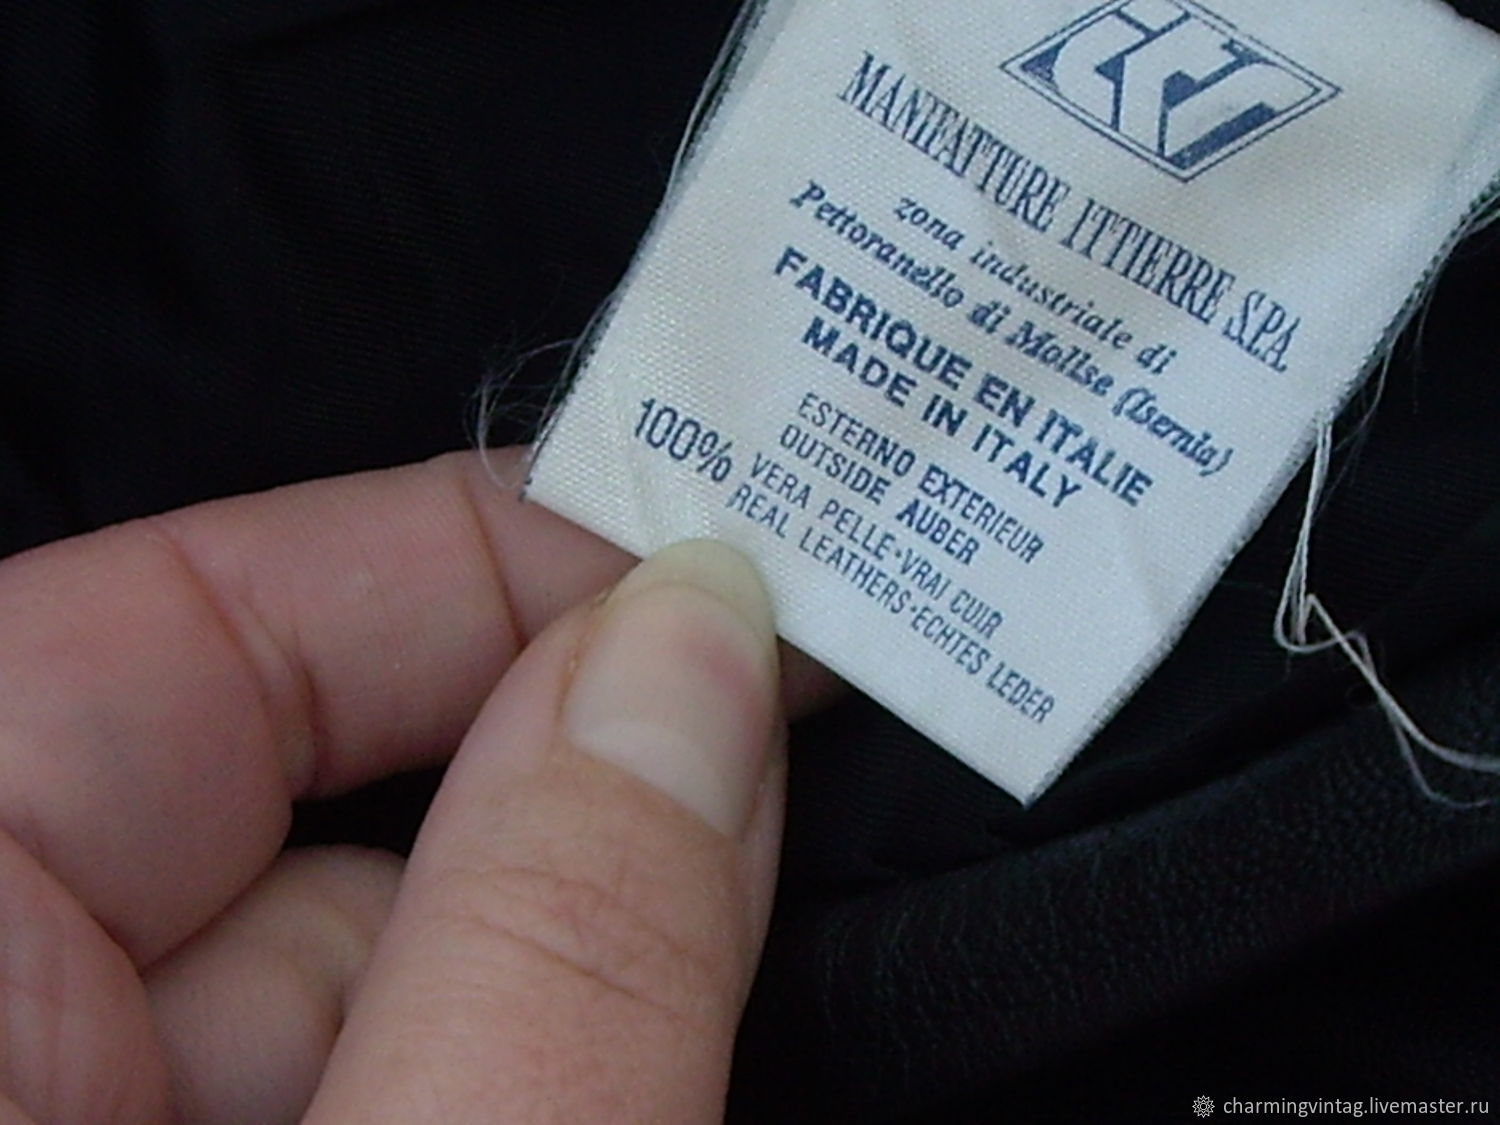 MANIFATTURE ITTIERRE S.P.A.
zona industriale di
Pettoranello di Molise (Isernia)
FABRIQUE EN ITALIE
MADE IN ITALY
ESTERNO EXTERIEUR
OUTSIDE AUBER
100% VERA PELLE·VRAI CUIR
REAL LEATHERS·ECHTES LEDER
charmingvintag.livemaster.ru